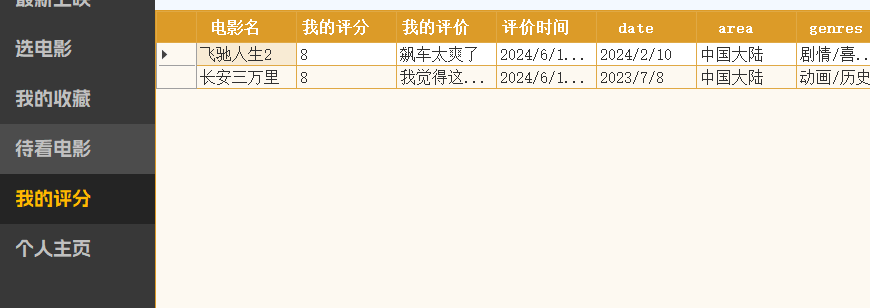 最新上映
选电影
我的收藏
待看电影
我的评分
个人主页
电影名 我的评分 我的评价 评价时间 date area genres
飞驰人生2 8 飙车太爽了 2024/6/1... 2024/2/10 中国大陆 剧情/喜...
长安三万里 8 我觉得这... 2024/6/1... 2023/7/8 中国大陆 动画/历史